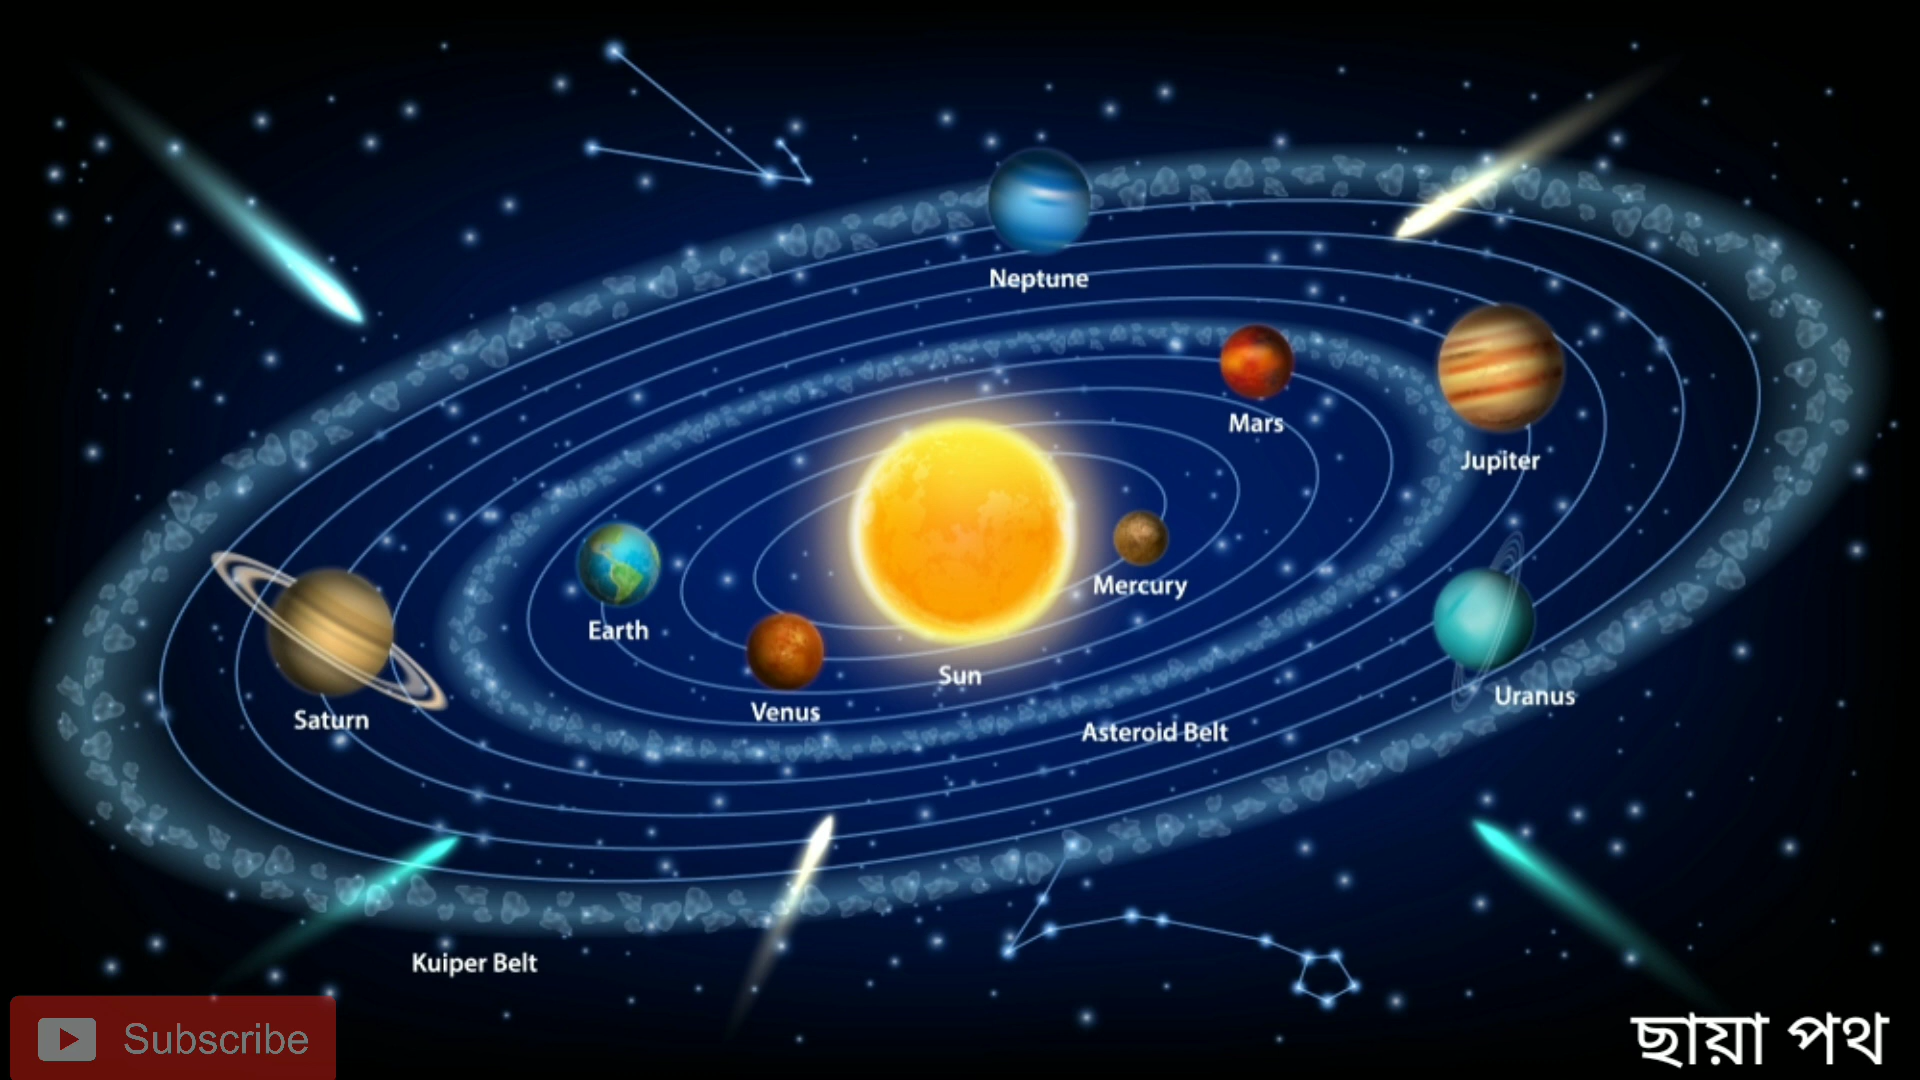 Neptune
Mars
Jupiter
Mercury
Earth
Sun
Venus
Saturn
Uranus
Asteroid Belt
Kuiper Belt
Subscribe
ছায়া পথ